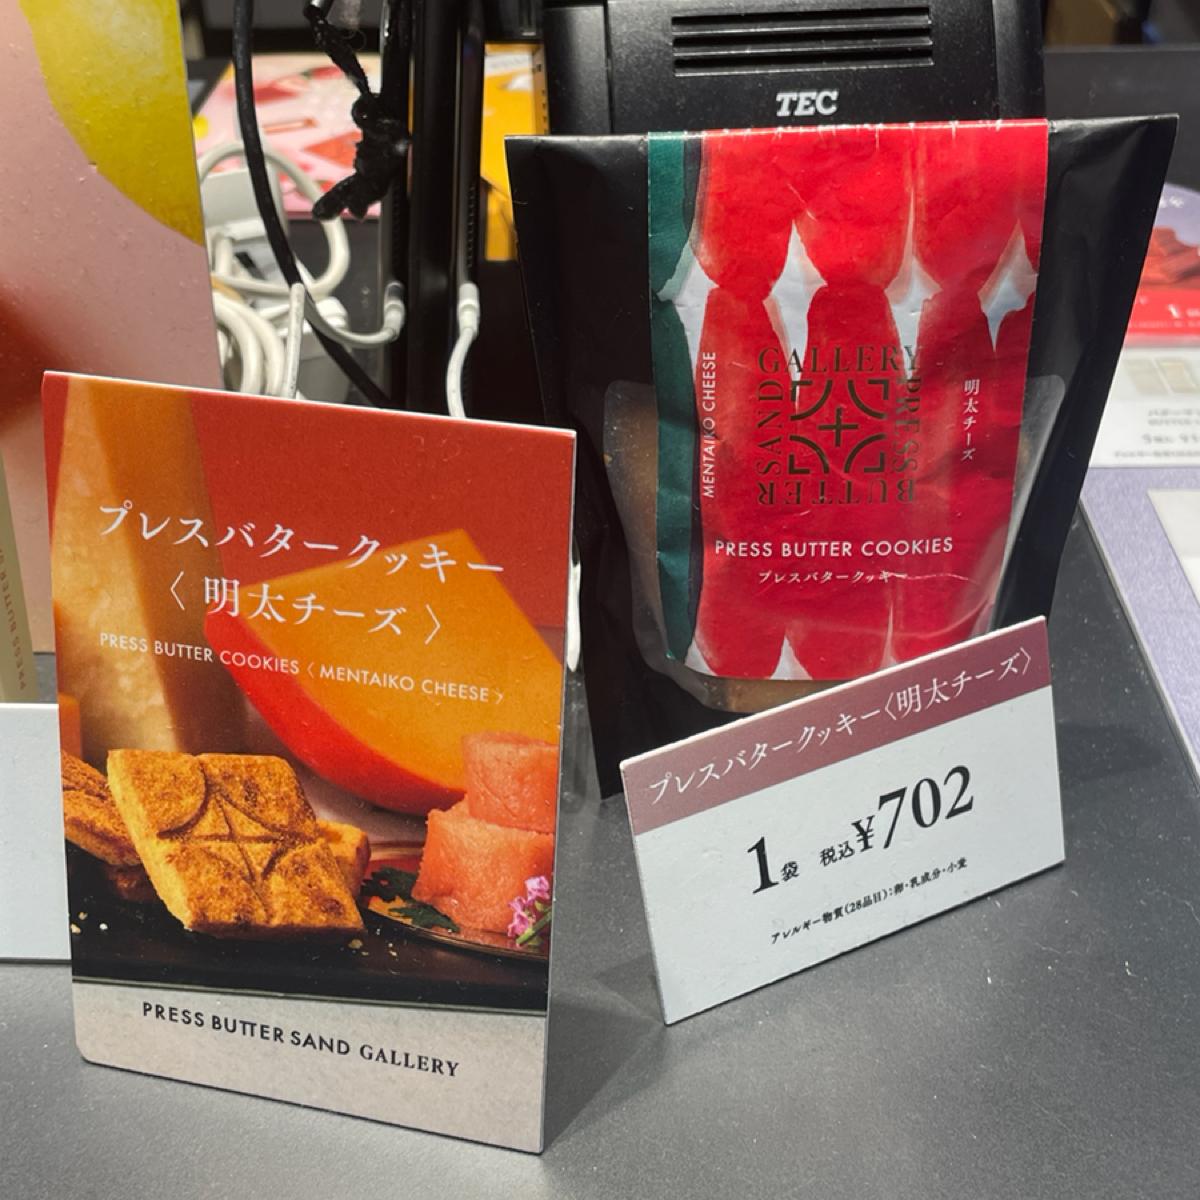 TEC
プレスバタークッキー
〈 明太チーズ 〉
PRESS BUTTER COOKIES〈 MENTAIKO CHEESE 〉
PRESS BUTTER SAND GALLERY
GALLERY
PRESS
BUTTER
SAND
MENTAIKO CHEESE
明太チーズ
PRESS BUTTER COOKIES
プレスバタークッキー
プレスバタークッキー〈明太チーズ〉
1袋 税込¥702
アレルギー物質(28品目):卵・乳成分・小麦